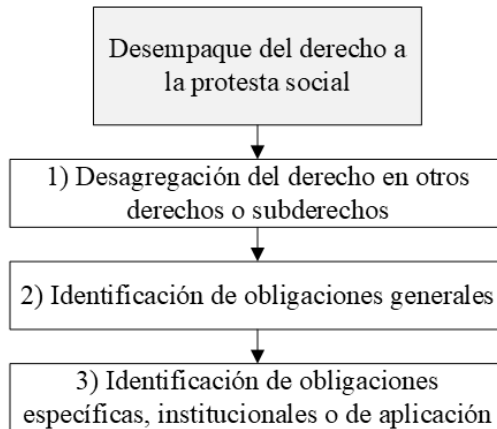 Desempaque del derecho a
la protesta social
1) Desagregación del derecho en otros
derechos o subderechos
2) Identificación de obligaciones generales
3) Identificación de obligaciones
específicas, institucionales o de aplicación